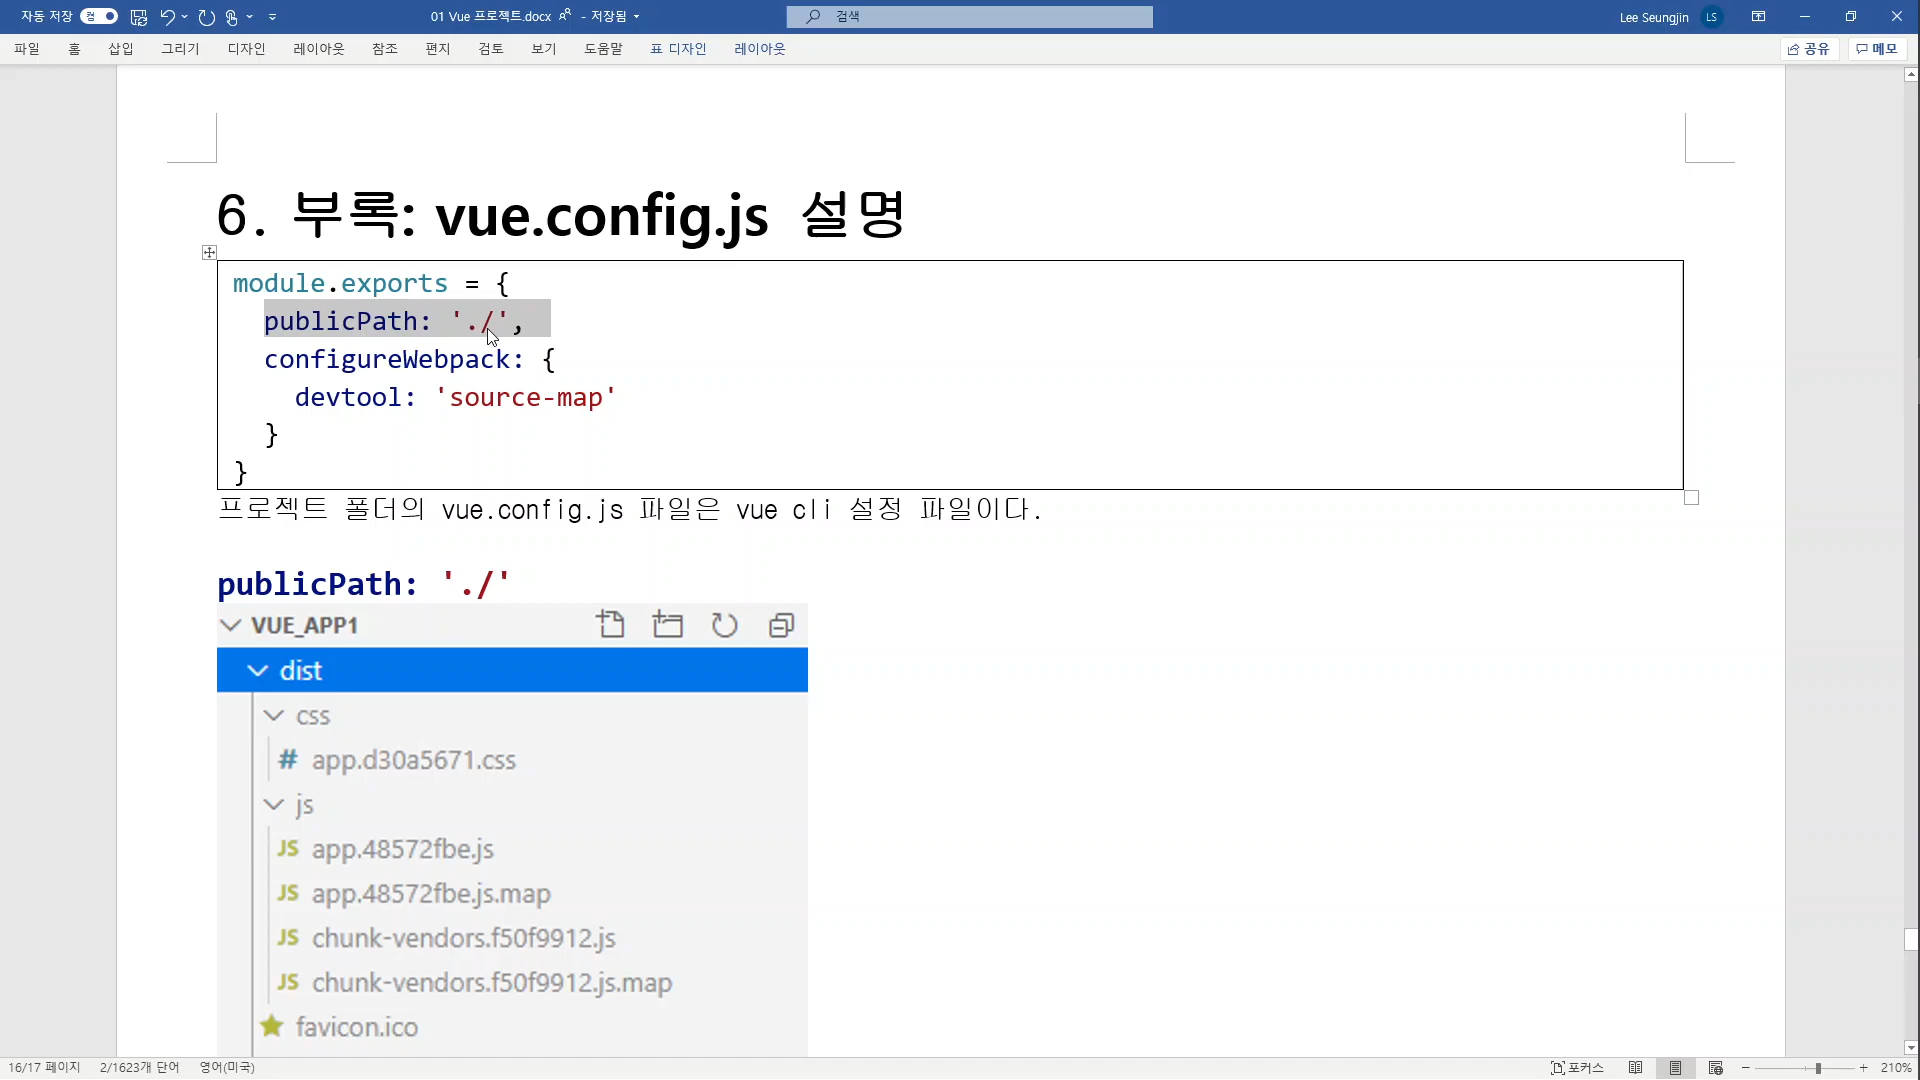 자동 저장 켬 01 Vue 프로젝트.docx - 저장됨 검색 Lee Seungjin LS
파일 홈 삽입 그리기 디자인 레이아웃 참조 편지 검토 보기 도움말 표 디자인 레이아웃 공유 메모
6. 부록: vue.config.js 설명
module.exports = {
publicPath: './',
configureWebpack: {
devtool: 'source-map'
}
}
프로젝트 폴더의 vue.config.js 파일은 vue cli 설정 파일이다.
publicPath: './'
VUE_APP1
dist
css
# app.d30a5671.css
js
JS app.48572fbe.js
JS app.48572fbe.js.map
JS chunk-vendors.f50f9912.js
JS chunk-vendors.f50f9912.js.map
favicon.ico
16/17 페이지 2/1623개 단어 영어(미국) 포커스 210%